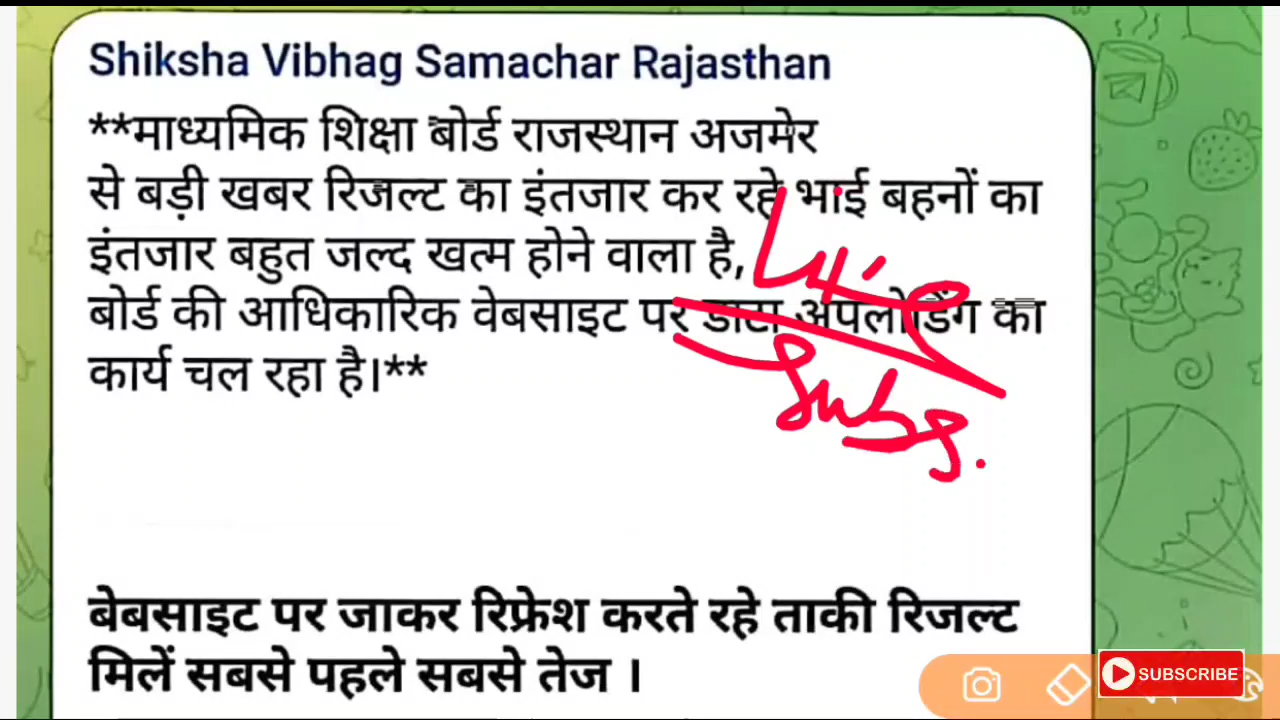 Shiksha Vibhag Samachar Rajasthan
**माध्यमिक शिक्षा बोर्ड राजस्थान अजमेर
से बड़ी खबर रिजल्ट का इंतजार कर रहे भाई बहनों का
इंतजार बहुत जल्द खत्म होने वाला है,
बोर्ड की आधिकारिक वेबसाइट पर डाटा अपलोडिंग का
कार्य चल रहा है।**
Subs.
बेबसाइट पर जाकर रिफ्रेश करते रहे ताकी रिजल्ट
मिलें सबसे पहले सबसे तेज ।
SUBSCRIBE